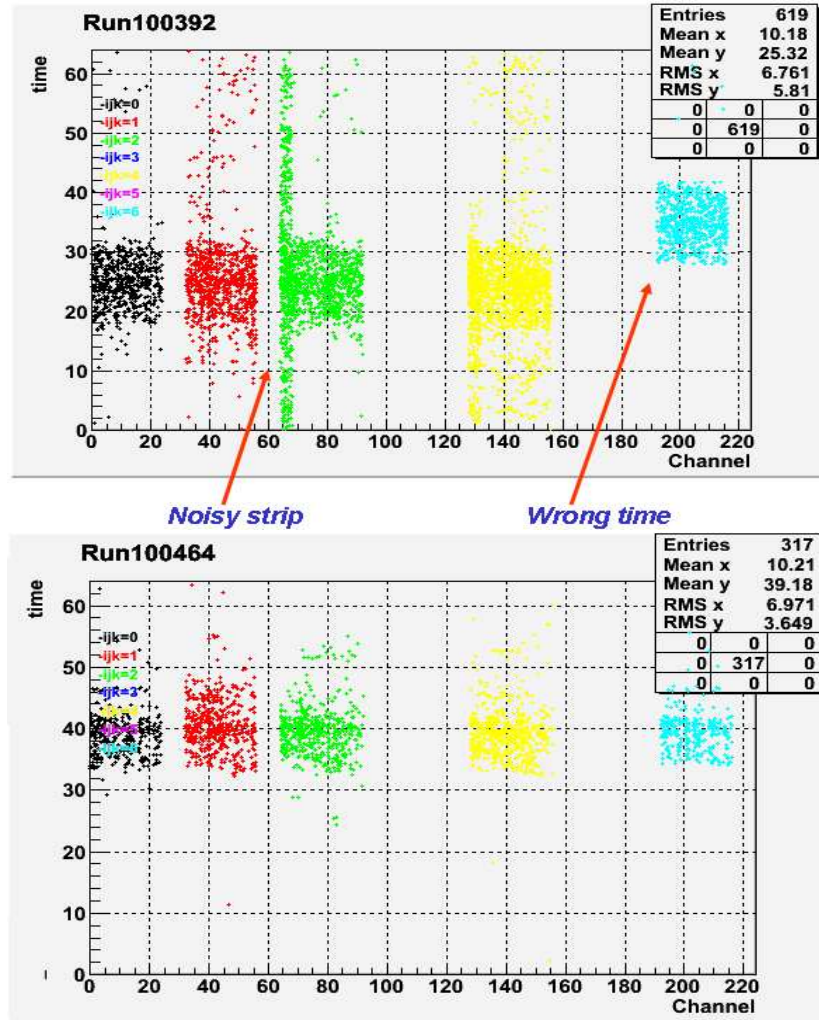 Run100392
Entries 619
Mean x 10.18
Mean y 25.32
RMS x 6.761
RMS y 5.81
0 0 0
0 619 0
0 0 0
time
60
50
40
30
20
10
0
-ijk=0
-ijk=1
-ijk=2
-ijk=3
-ijk=4
-ijk=5
-ijk=6
0 20 40 60 80 100 120 140 160 180 200 220
Channel
Noisy strip Wrong time
Run100464
Entries 317
Mean x 10.21
Mean y 39.18
RMS x 6.971
RMS y 3.649
0 0 0
0 317 0
0 0 0
time
60
50
40
30
20
10
0
-ijk=0
-ijk=1
-ijk=2
-ijk=3
0 20 40 60 80 100 120 140 160 180 200 220
Channel